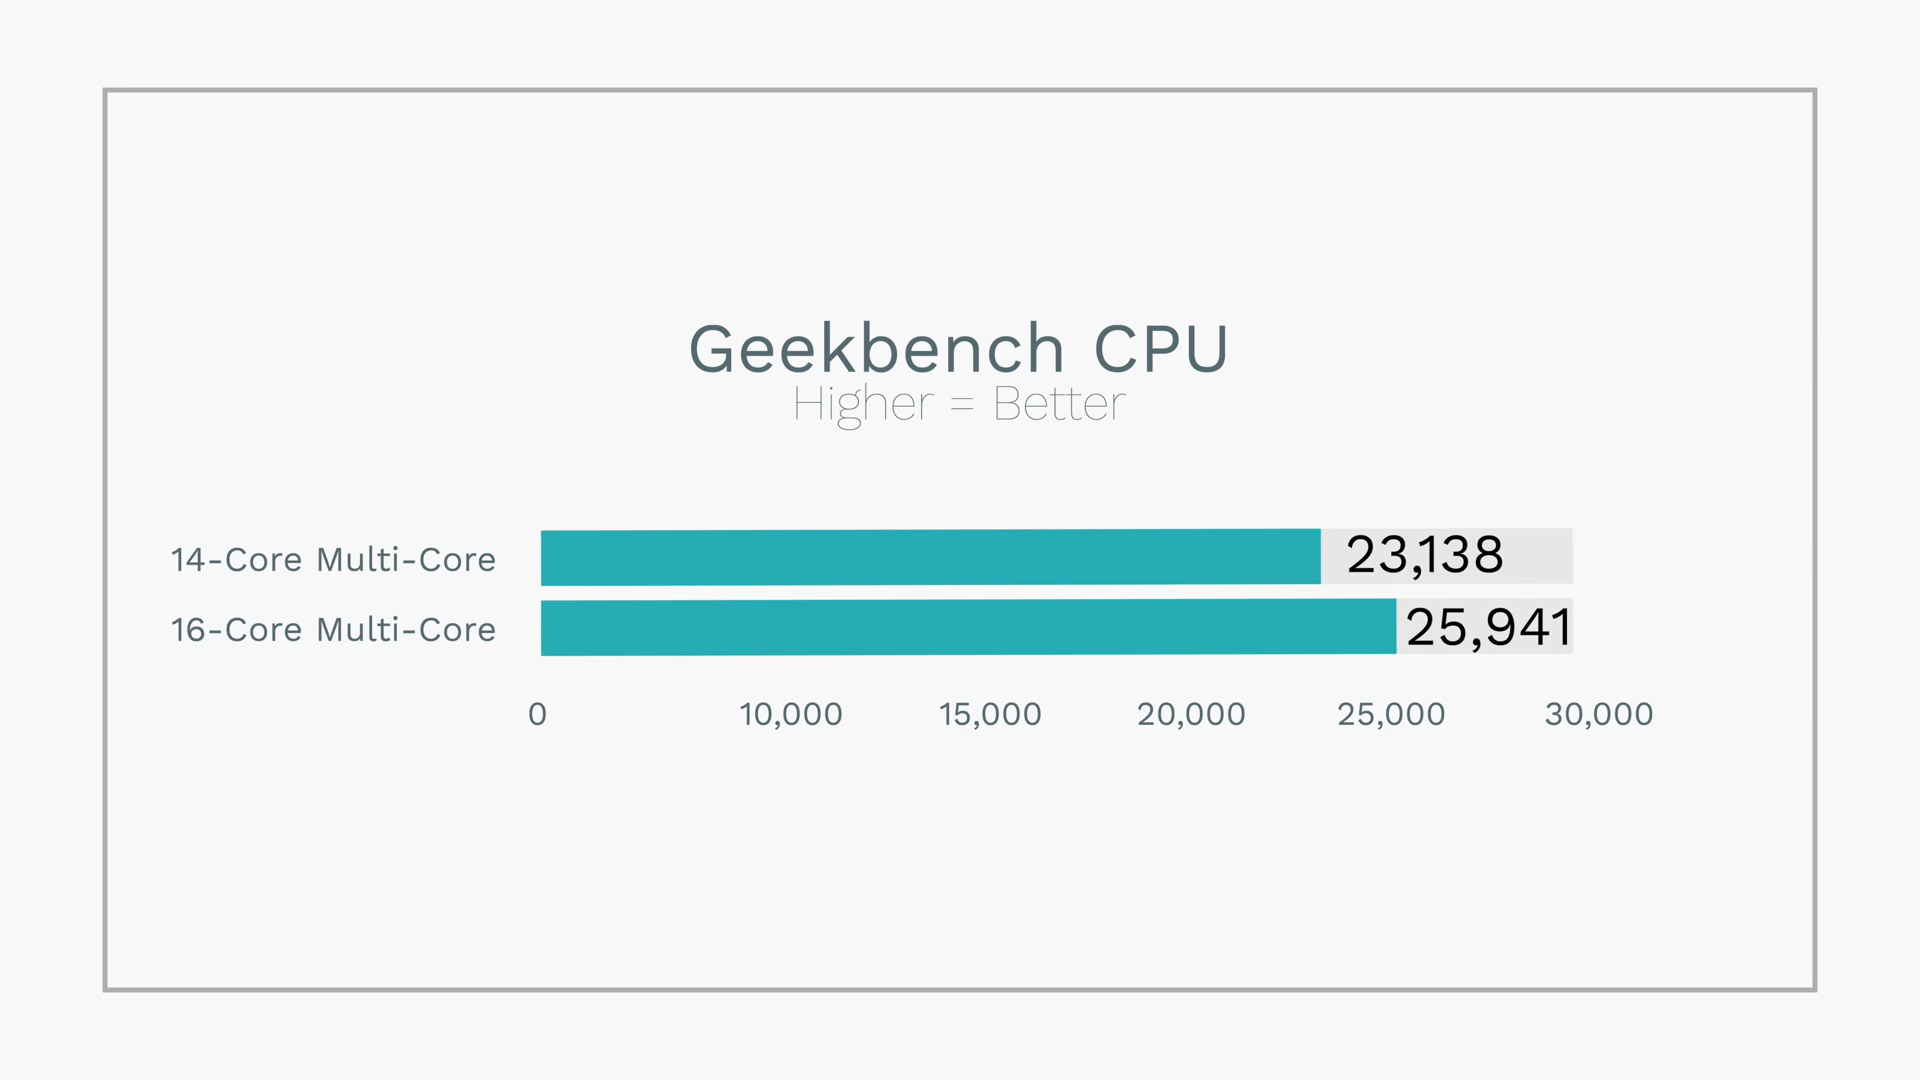 Geekbench CPU
Higher = Better
14-Core Multi-Core 23,138
16-Core Multi-Core 25,941
0 10,000 15,000 20,000 25,000 30,000